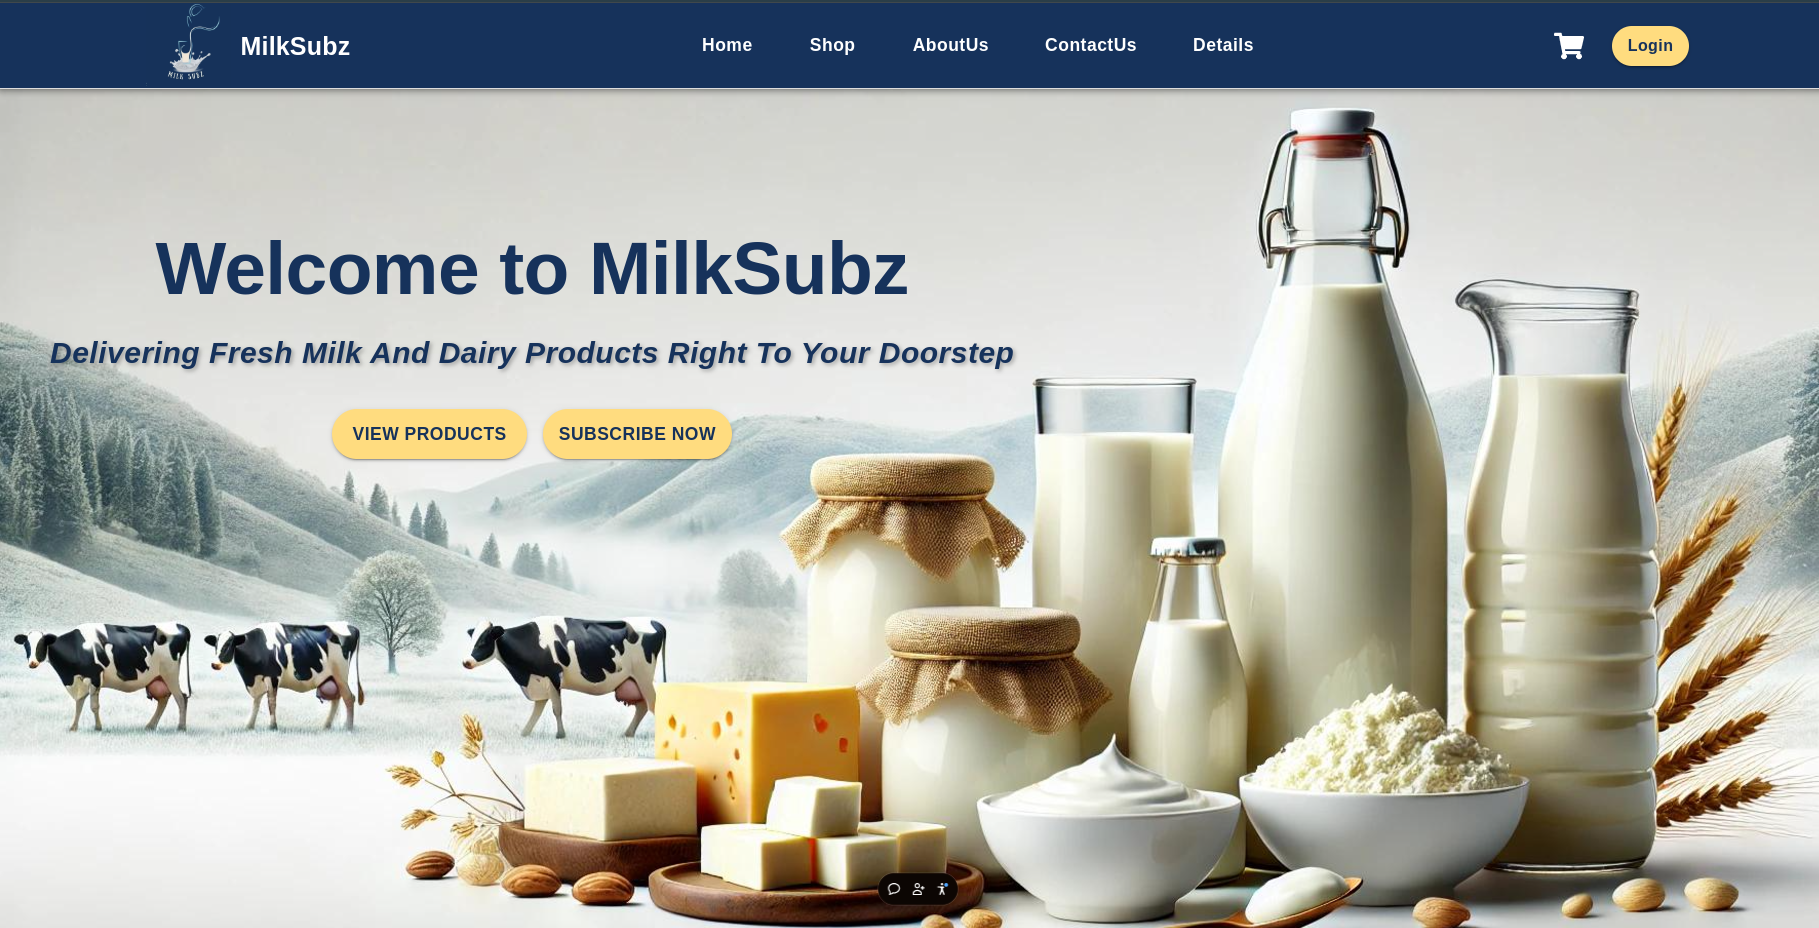 MILK SUBZ
MilkSubz
Home
Shop
AboutUs
ContactUs
Details
Login
Welcome to MilkSubz
Delivering Fresh Milk And Dairy Products Right To Your Doorstep
VIEW PRODUCTS
SUBSCRIBE NOW